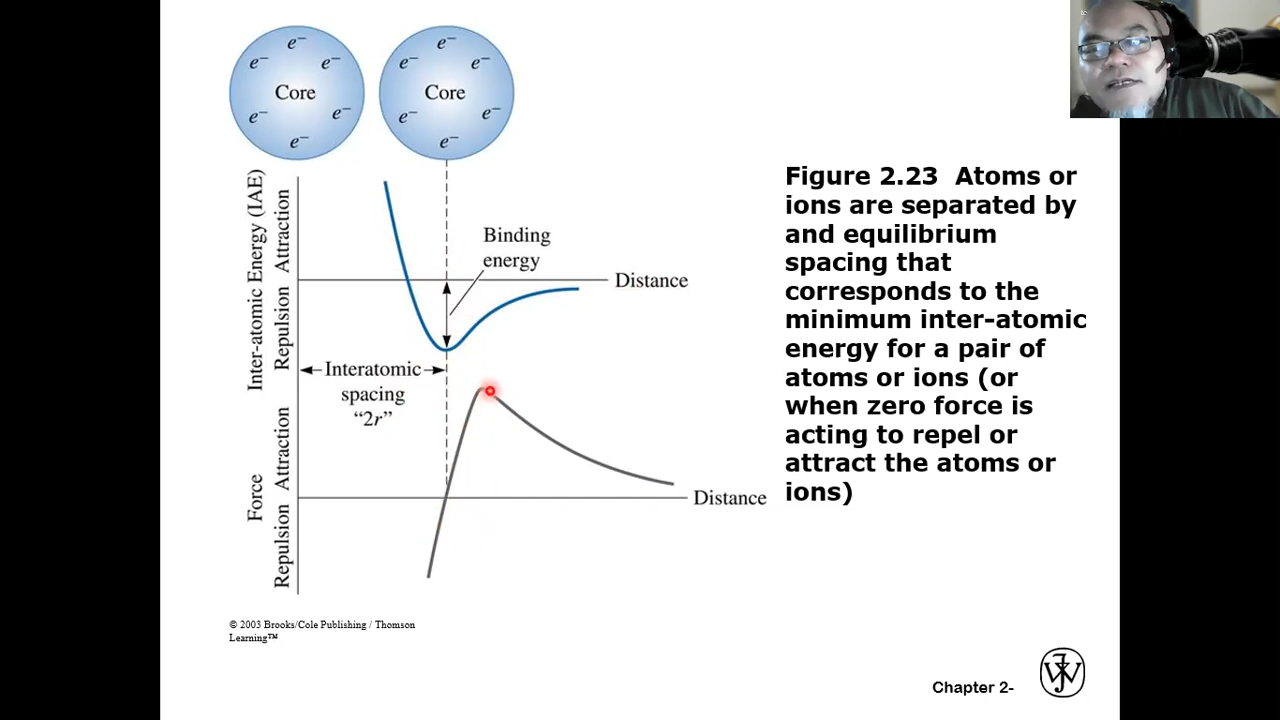 e⁻
e⁻ e⁻
Core
e⁻ e⁻
e⁻
e⁻
e⁻ e⁻
Core
e⁻ e⁻
e⁻
Inter-atomic Energy (IAE)
Repulsion Attraction
Binding
energy
Distance
Interatomic
spacing
“2r”
Force
Repulsion Attraction
Distance
Figure 2.23 Atoms or
ions are separated by
and equilibrium
spacing that
corresponds to the
minimum inter-atomic
energy for a pair of
atoms or ions (or
when zero force is
acting to repel or
attract the atoms or
ions)
© 2003 Brooks/Cole Publishing / Thomson
Learning™
Chapter 2-